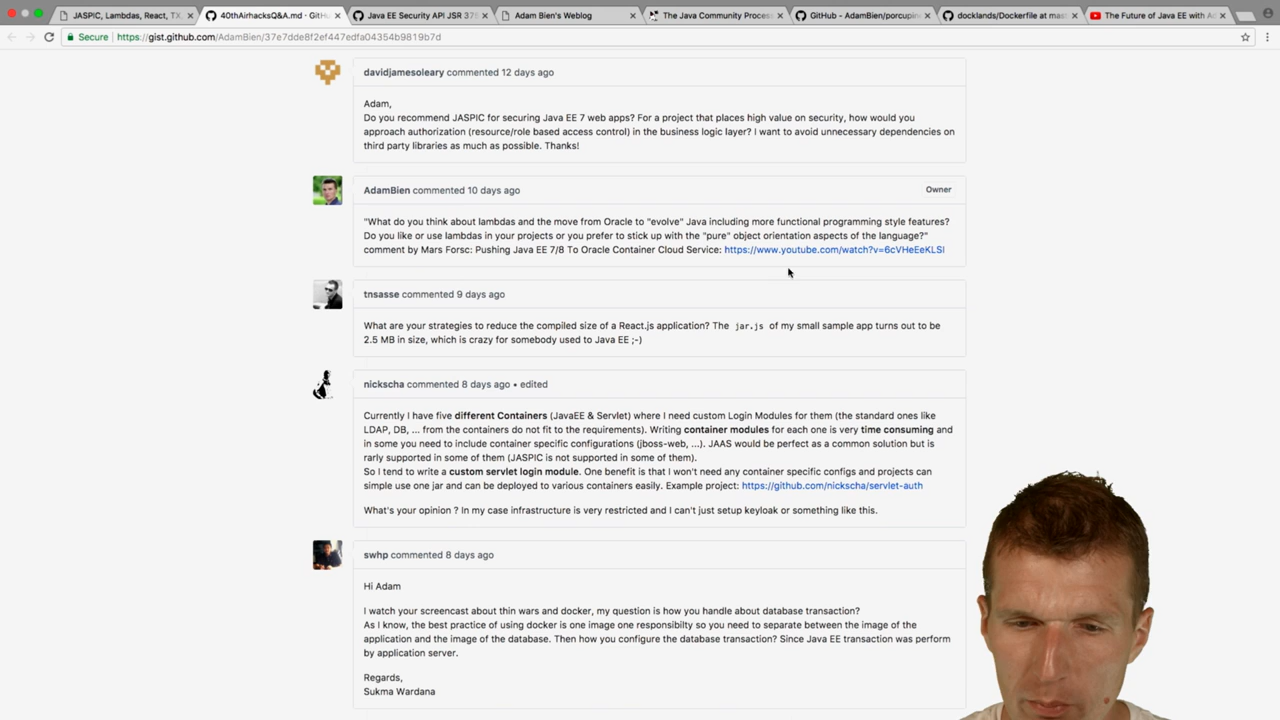 JASPIC, Lambdas, React, TX,
40thAirhacksQ&A.md · GitHu
Java EE Security API JSR 375
Adam Bien's Weblog
The Java Community Proces
GitHub - AdamBien/porcupin
docklands/Dockerfile at mast
The Future of Java EE with Ad
Secure
https://gist.github.com/AdamBien/37e7dde8f2ef447edfa04354b9819b7d
davidjamesoleary commented 12 days ago
Adam,
Do you recommend JASPIC for securing Java EE 7 web apps? For a project that places high value on security, how would you
approach authorization (resource/role based access control) in the business logic layer? I want to avoid unnecessary dependencies on
third party libraries as much as possible. Thanks!
AdamBien commented 10 days ago
Owner
"What do you think about lambdas and the move from Oracle to "evolve" Java including more functional programming style features?
Do you like or use lambdas in your projects or you prefer to stick up with the "pure" object orientation aspects of the language?"
comment by Mars Forsc: Pushing Java EE 7/8 To Oracle Container Cloud Service: https://www.youtube.com/watch?v=6cVHeEeKLSI
tnsasse commented 9 days ago
What are your strategies to reduce the compiled size of a React.js application? The jar.js of my small sample app turns out to be
2.5 MB in size, which is crazy for somebody used to Java EE ;-)
nickscha commented 8 days ago • edited
Currently I have five different Containers (JavaEE & Servlet) where I need custom Login Modules for them (the standard ones like
LDAP, DB, ... from the containers do not fit to the requirements). Writing container modules for each one is very time consuming and
in some you need to include container specific configurations (jboss-web, ...). JAAS would be perfect as a common solution but is
rarly supported in some of them (JASPIC is not supported in some of them).
So I tend to write a custom servlet login module. One benefit is that I won't need any container specific configs and projects can
simple use one jar and can be deployed to various containers easily. Example project: https://github.com/nickscha/servlet-auth
What's your opinion ? In my case infrastructure is very restricted and I can't just setup keyloak or something like this.
swhp commented 8 days ago
Hi Adam
I watch your screencast about thin wars and docker, my question is how you handle about database transaction?
As I know, the best practice of using docker is one image one responsibilty so you need to separate between the image of the
application and the image of the database. Then how you configure the database transaction? Since Java EE transaction was perform
by application server.
Regards,
Sukma Wardana